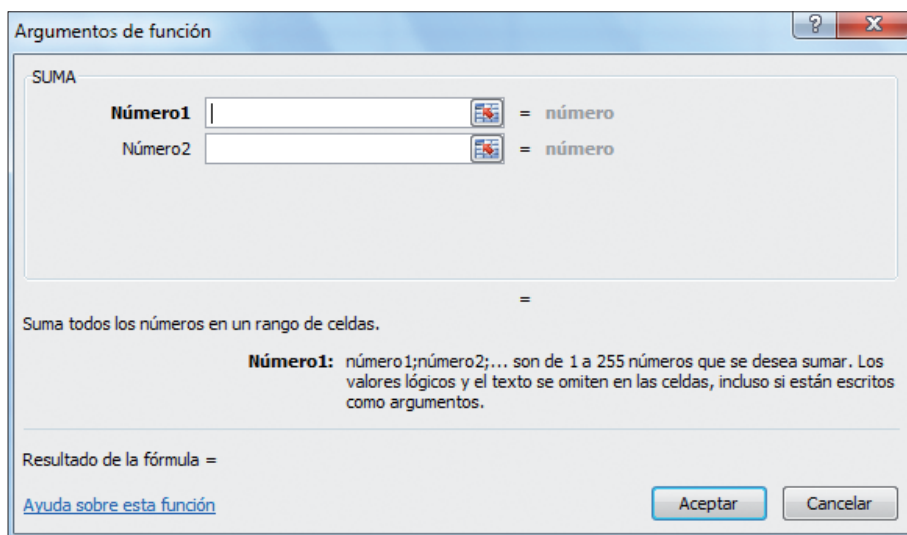 Argumentos de función
SUMA
Número1 = número
Número2 = número
=
Suma todos los números en un rango de celdas.
Número1: número1;número2;... son de 1 a 255 números que se desea sumar. Los
valores lógicos y el texto se omiten en las celdas, incluso si están escritos
como argumentos.
Resultado de la fórmula =
Ayuda sobre esta función
Aceptar
Cancelar